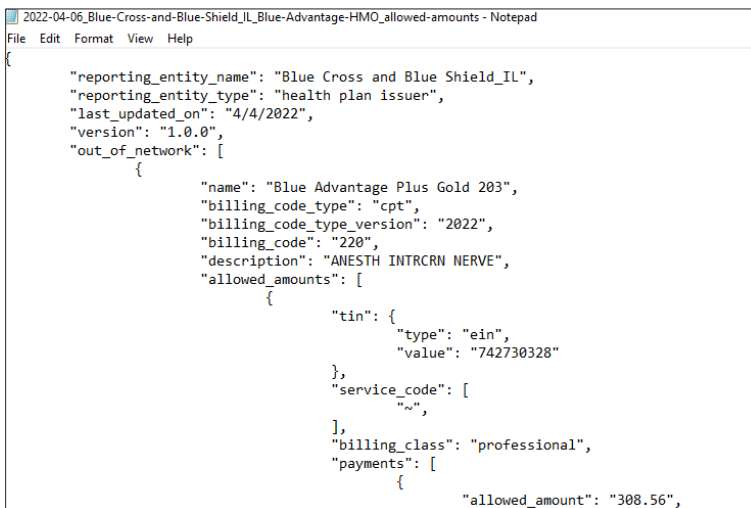 2022-04-06_Blue-Cross-and-Blue-Shield_IL_Blue-Advantage-HMO_allowed-amounts - Notepad
File Edit Format View Help
{
"reporting_entity_name": "Blue Cross and Blue Shield_IL",
"reporting_entity_type": "health plan issuer",
"last_updated_on": "4/4/2022",
"version": "1.0.0",
"out_of_network": [
{
"name": "Blue Advantage Plus Gold 203",
"billing_code_type": "cpt",
"billing_code_type_version": "2022",
"billing_code": "220",
"description": "ANESTH INTRCRN NERVE",
"allowed_amounts": [
{
"tin": {
"type": "ein",
"value": "742730328"
},
"service_code": [
"~",
],
"billing_class": "professional",
"payments": [
{
"allowed_amount": "308.56",